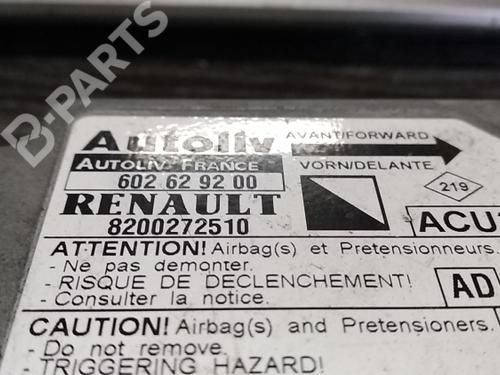 B-PARTS
Autoliv
AVANT/FORWARD
AUTOLIV FRANCE
VORN/DELANTE
602 62 92 00
219
RENAULT
ACU
8200272510
ATTENTION! Airbag(s) et Pretensionneurs.
- Ne pas demonter.
- RISQUE DE DECLENCHEMENT!
AD
- Consulter la notice.
CAUTION! Airbag(s) and Pretensioners.
- Do not remove.
- TRIGGERING HAZARD!